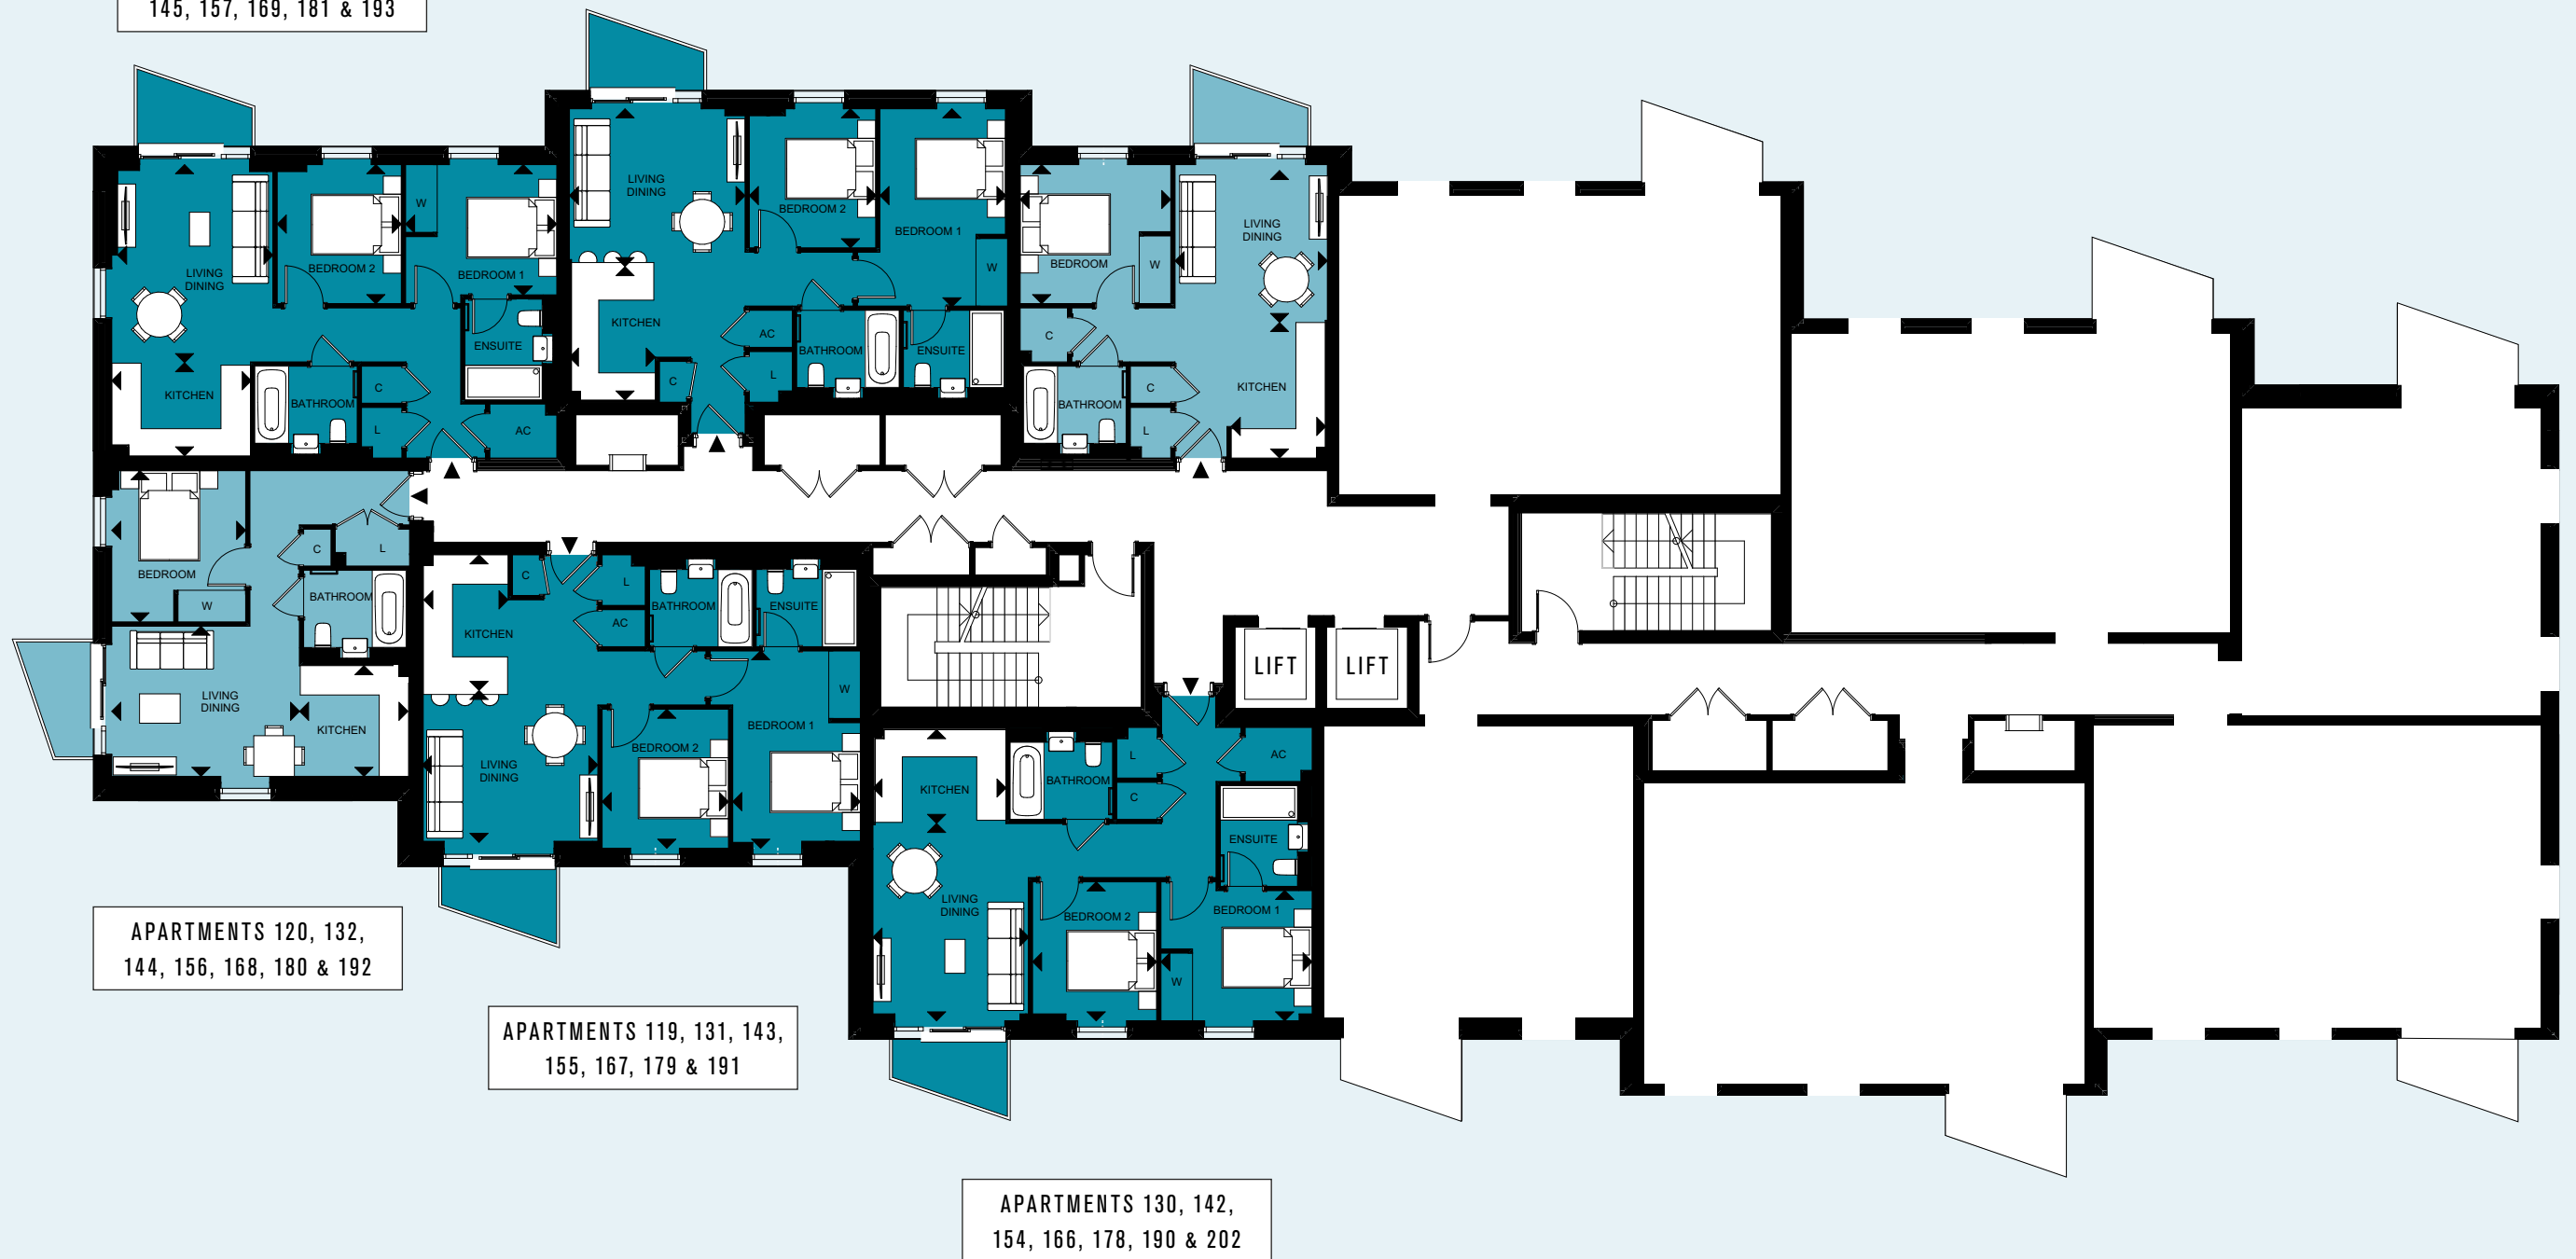 145, 157, 169, 181 & 193
LIVING
DINING
BEDROOM 2
W
BEDROOM 1
ENSUITE
KITCHEN
BATHROOM
C
L
AC
LIVING
DINING
BEDROOM 2
BEDROOM 1
W
KITCHEN
AC
C
L
BATHROOM
ENSUITE
BEDROOM
W
LIVING
DINING
C
BATHROOM
C
L
KITCHEN
BEDROOM
C
L
W
BATHROOM
LIVING
DINING
KITCHEN
C
L
KITCHEN
AC
BATHROOM
ENSUITE
W
BEDROOM 1
BEDROOM 2
LIVING
DINING
LIFT
LIFT
L
AC
BATHROOM
C
KITCHEN
ENSUITE
LIVING
DINING
BEDROOM 2
BEDROOM 1
W
APARTMENTS 120, 132,
144, 156, 168, 180 & 192
APARTMENTS 119, 131, 143,
155, 167, 179 & 191
APARTMENTS 130, 142,
154, 166, 178, 190 & 202